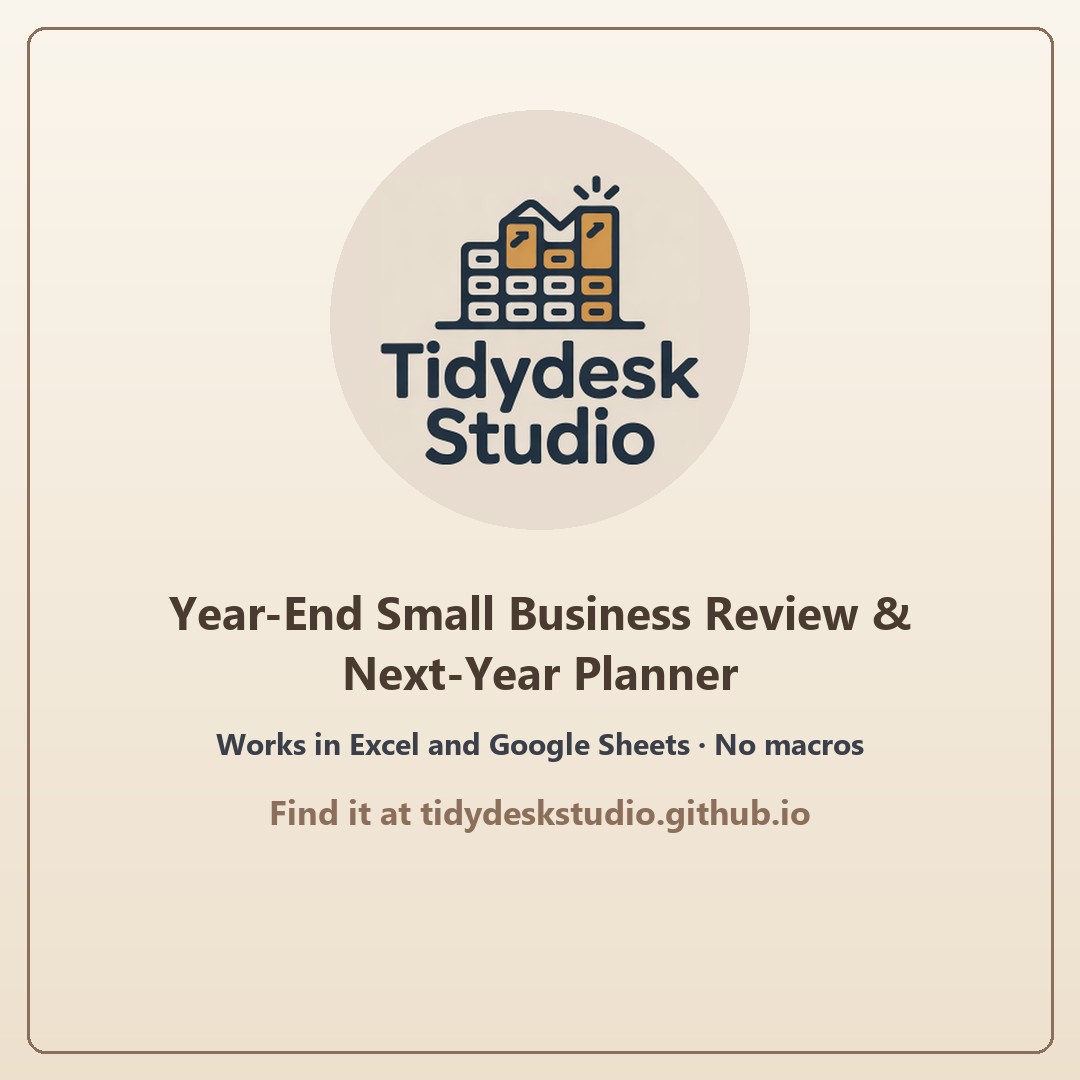 Tidydesk
Studio
Year-End Small Business Review &
Next-Year Planner
Works in Excel and Google Sheets · No macros
Find it at tidydeskstudio.github.io